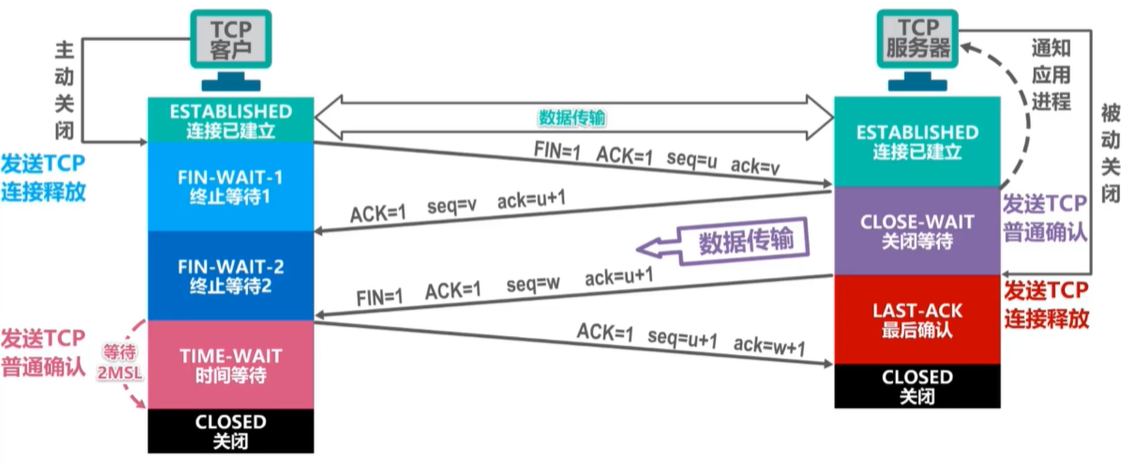 TCP
客户
TCP
服务器
主动关闭
通知
应用
进程
被动关闭
ESTABLISHED
连接已建立
数据传输
ESTABLISHED
连接已建立
发送TCP
连接释放
FIN-WAIT-1
终止等待1
FIN=1 ACK=1 seq=u ack=v
ACK=1 seq=v ack=u+1
CLOSE-WAIT
关闭等待
发送TCP
普通确认
数据传输
FIN-WAIT-2
终止等待2
FIN=1 ACK=1 seq=w ack=u+1
LAST-ACK
最后确认
发送TCP
连接释放
发送TCP
普通确认
等待
2MSL
TIME-WAIT
时间等待
ACK=1 seq=u+1 ack=w+1
CLOSED
关闭
CLOSED
关闭